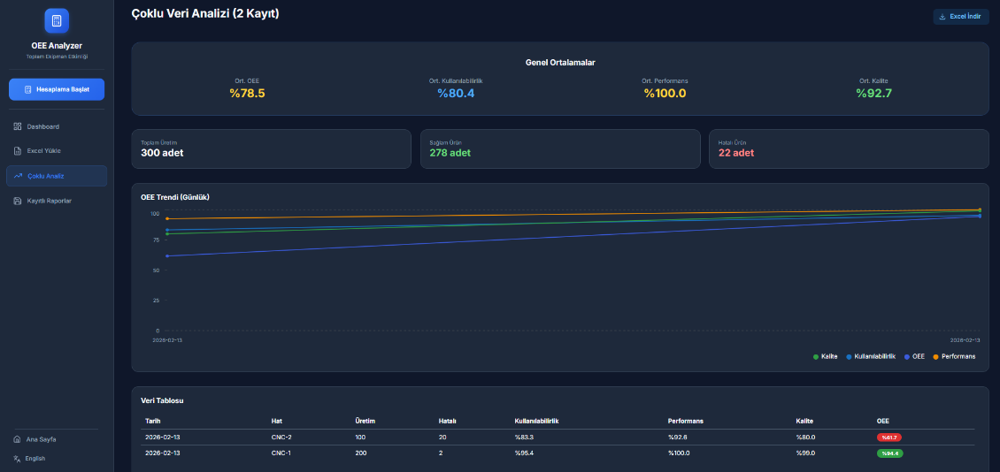 OEE Analyzer
Toplam Ekipman Etkinliği
Hesaplama Başlat
Dashboard
Excel Yükle
Çoklu Analiz
Kayıtlı Raporlar
Ana Sayfa
English
Çoklu Veri Analizi (2 Kayıt)
Excel İndir
Genel Ortalamalar
Ort. OEE
%78.5
Ort. Kullanılabilirlik
%80.4
Ort. Performans
%100.0
Ort. Kalite
%92.7
Toplam Üretim
300 adet
Sağlam Ürün
278 adet
Hatalı Ürün
22 adet
OEE Trendi (Günlük)
100
75
50
25
0
2026-02-13 2026-02-13
Kalite Kullanılabilirlik OEE Performans
Veri Tablosu
Tarih Hat Üretim Hatalı Kullanılabilirlik Performans Kalite OEE
2026-02-13 CNC-2 100 20 %83.3 %92.6 %80.0 %61.7
2026-02-13 CNC-1 200 2 %95.4 %100.0 %99.0 %94.4